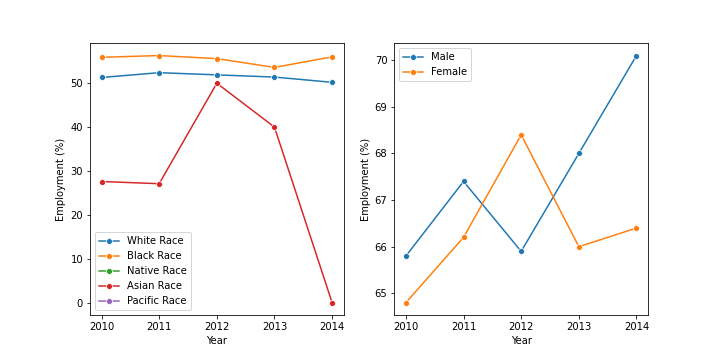 Employment (%)
50
40
30
20
10
0
White Race
Black Race
Native Race
Asian Race
Pacific Race
2010 2011 2012 2013 2014
Year
Employment (%)
70
69
68
67
66
65
Male
Female
2010 2011 2012 2013 2014
Year